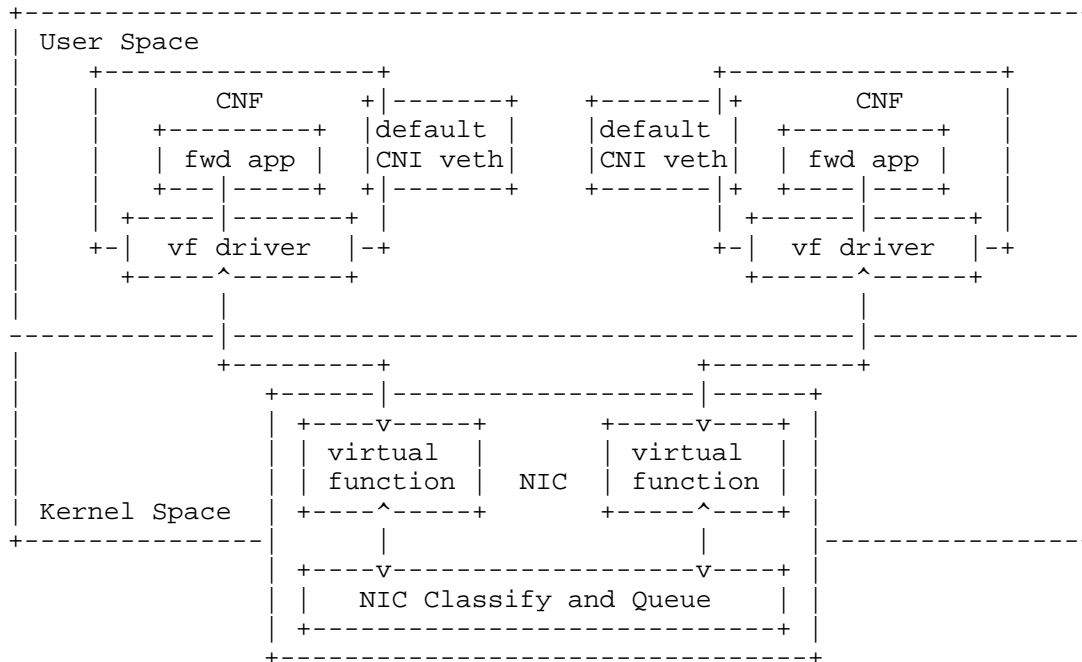 User Space
CNF CNF
default default
fwd app CNI veth CNI veth fwd app
vf driver vf driver
virtual virtual
function NIC function
Kernel Space
NIC Classify and Queue